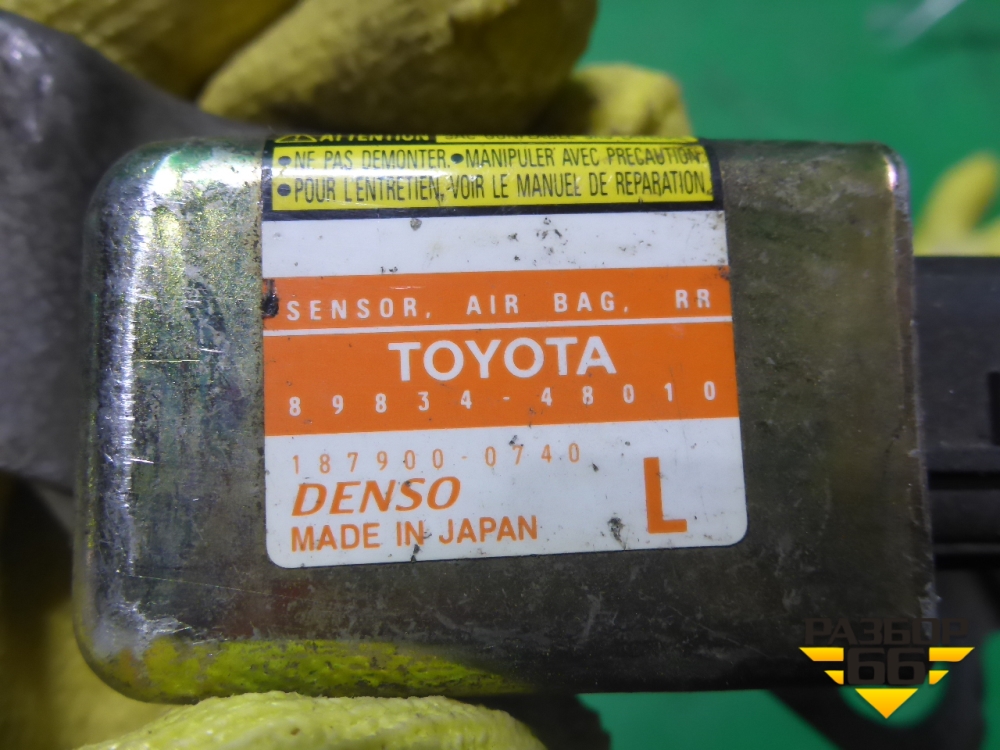 ATTENTION
•NE PAS DEMONTER.•MANIPULER AVEC PRECAUTION.
•POUR L'ENTRETIEN, VOIR LE MANUEL DE REPARATION.
SENSOR, AIR BAG, RR
TOYOTA
89834-48010
187900-0740
DENSO
MADE IN JAPAN
L
РАЗБОР
66